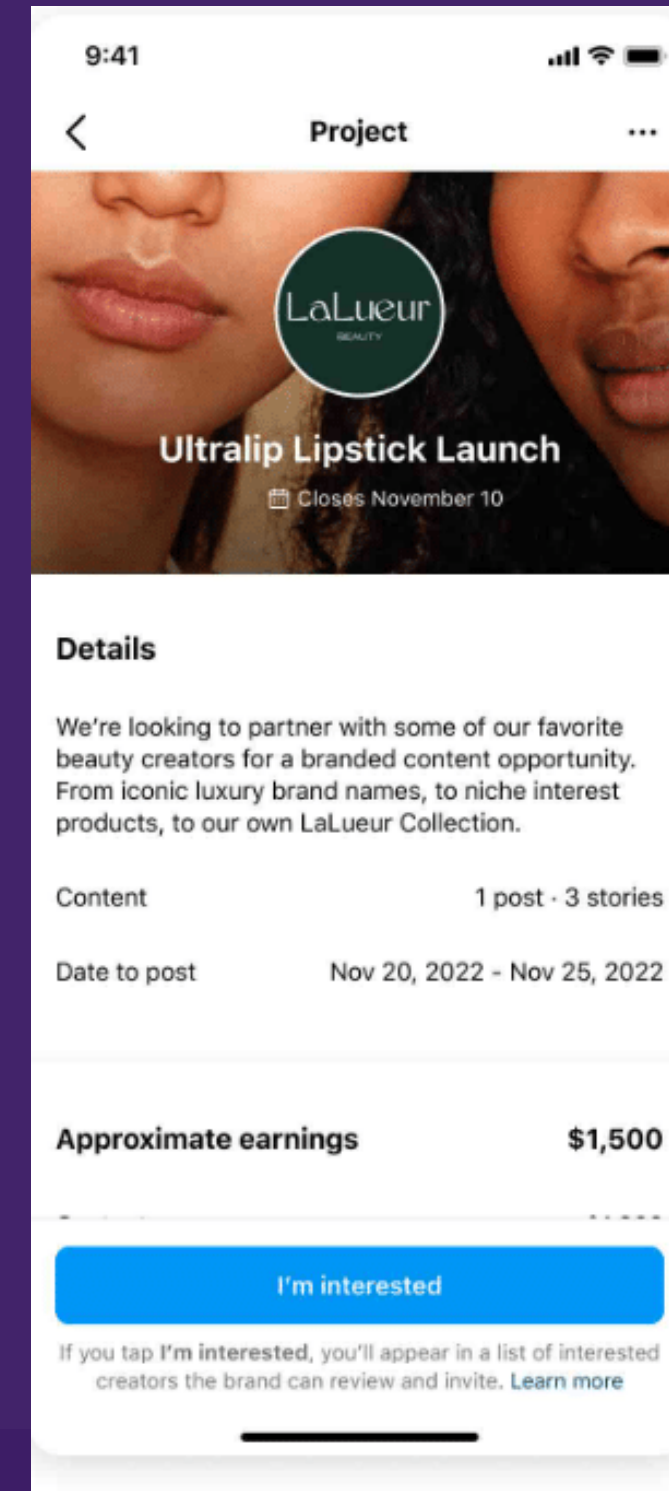 9:41
Project
LaLueur
BEAUTY
Ultralip Lipstick Launch
Closes November 10
Details
We're looking to partner with some of our favorite
beauty creators for a branded content opportunity.
From iconic luxury brand names, to niche interest
products, to our own LaLueur Collection.
Content 1 post · 3 stories
Date to post Nov 20, 2022 - Nov 25, 2022
Approximate earnings $1,500
I'm interested
If you tap I'm interested, you'll appear in a list of interested
creators the brand can review and invite. Learn more